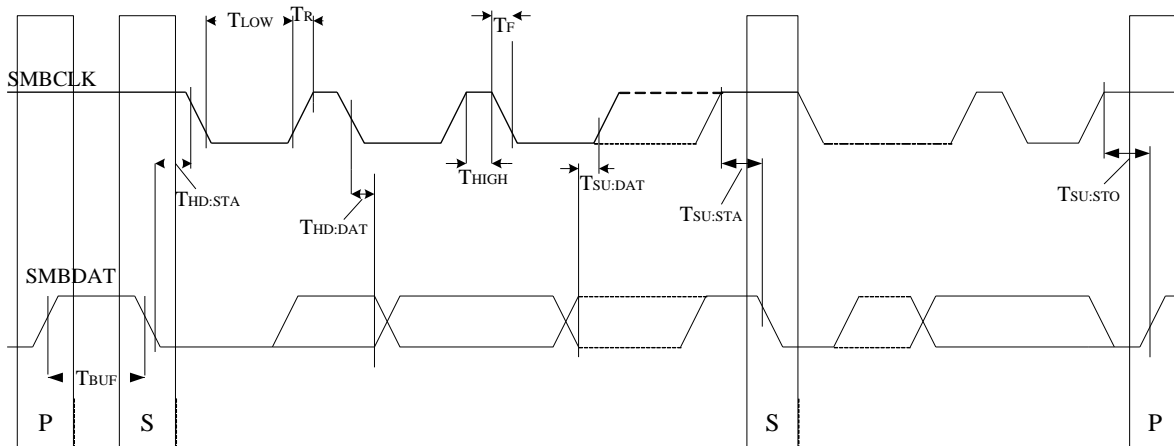 TLOW
TR
TF
SMBCLK
THD:STA
THD:DAT
THIGH
TSU:DAT
TSU:STA
TSU:STO
SMBDAT
TBUF
P
S
S
P